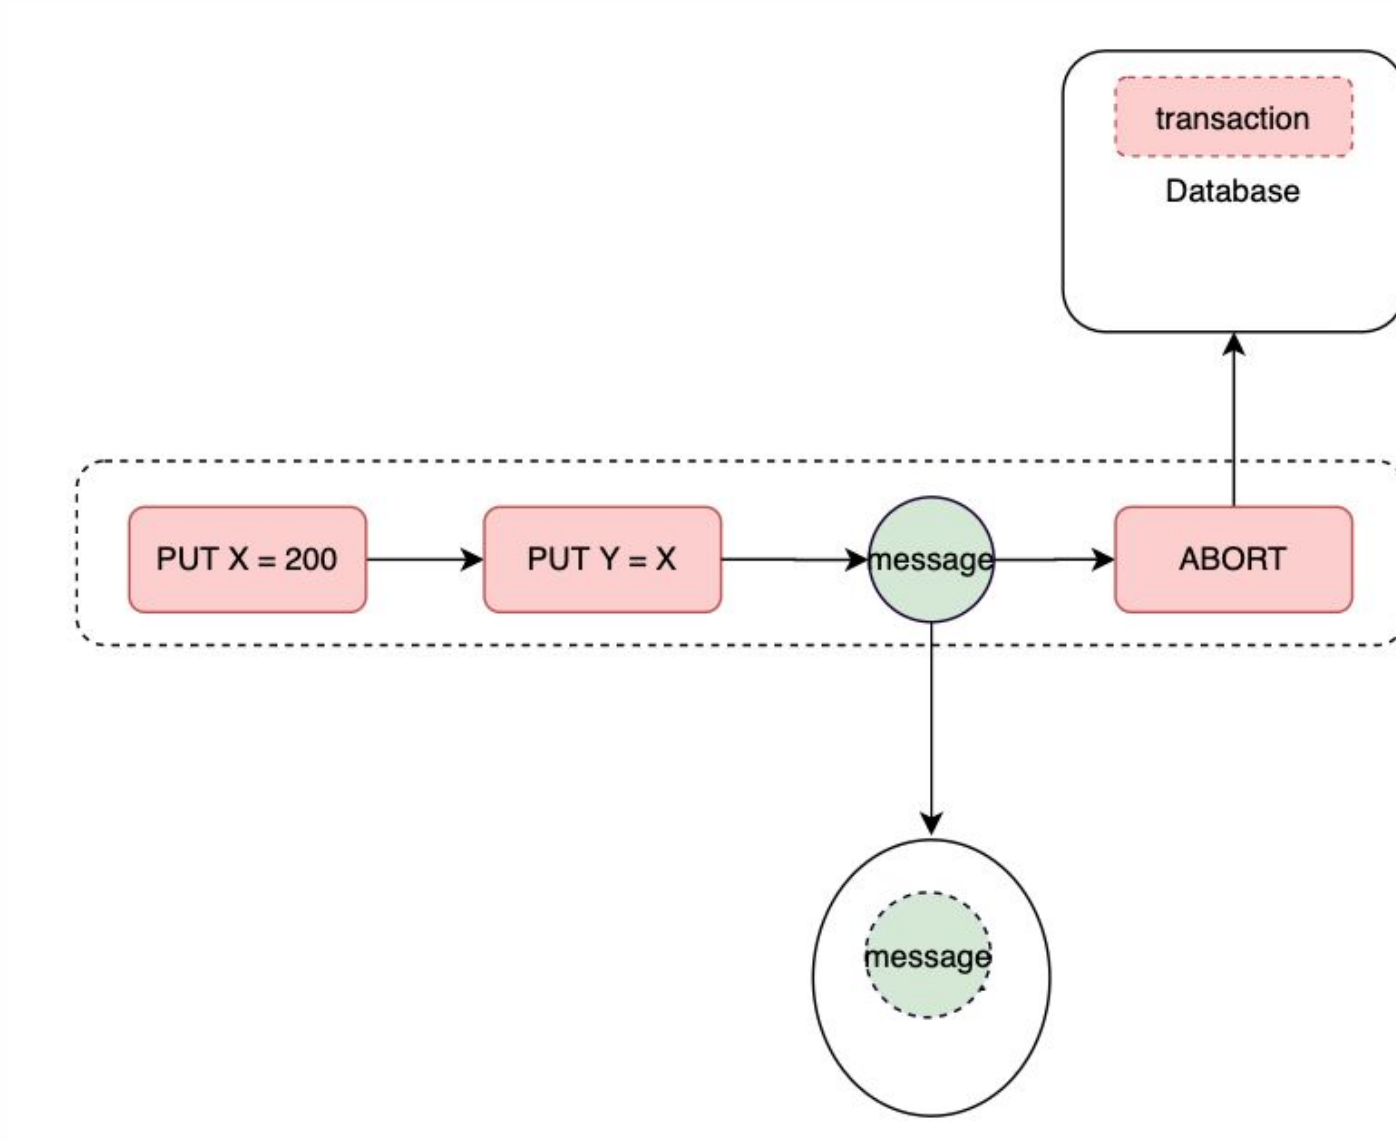 transaction
Database
PUT X = 200
PUT Y = X
message
ABORT
message